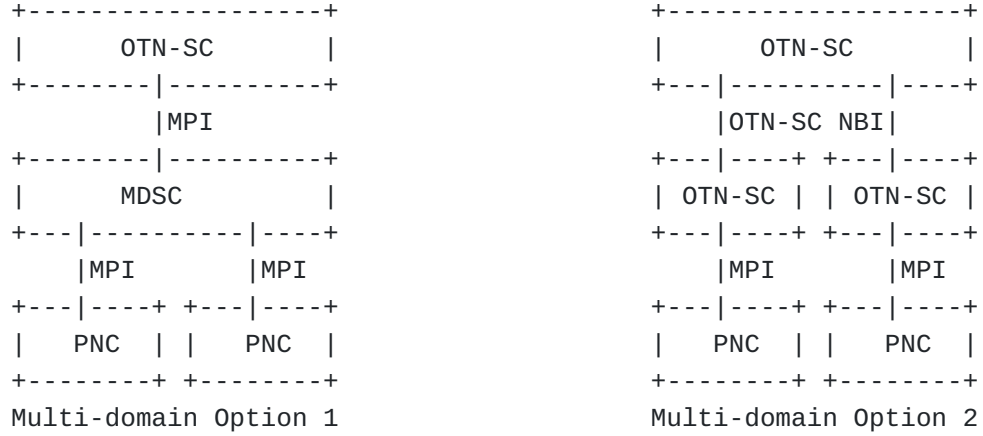 OTN-SC OTN-SC
MPI OTN-SC NBI
MDSC OTN-SC OTN-SC
MPI MPI MPI MPI
PNC PNC PNC PNC
Multi-domain Option 1 Multi-domain Option 2